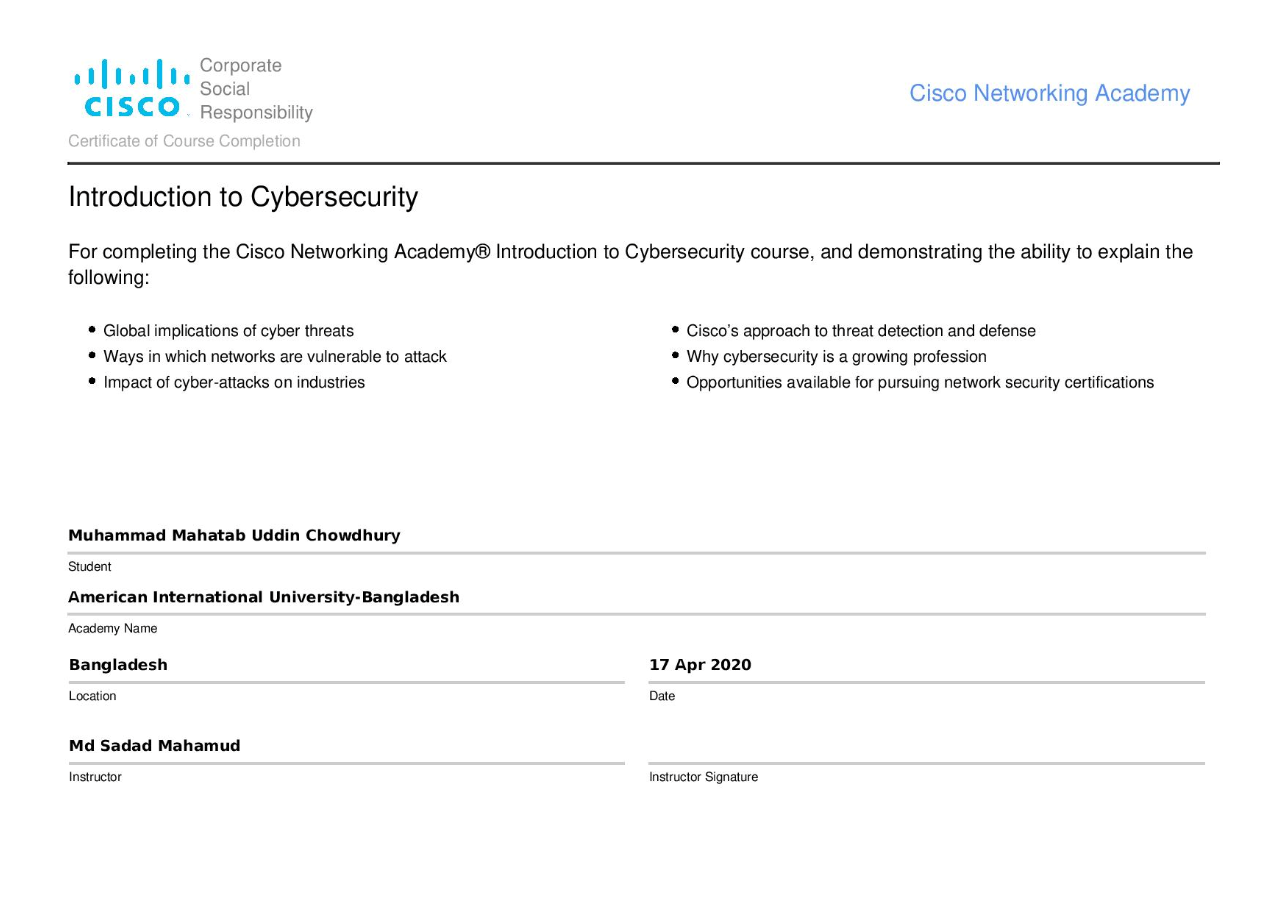 Corporate
Social
CISCO Responsibility
Cisco Networking Academy
Certificate of Course Completion
Introduction to Cybersecurity
For completing the Cisco Networking Academy® Introduction to Cybersecurity course, and demonstrating the ability to explain the
following:
• Global implications of cyber threats
• Ways in which networks are vulnerable to attack
• Impact of cyber-attacks on industries
• Cisco's approach to threat detection and defense
• Why cybersecurity is a growing profession
• Opportunities available for pursuing network security certifications
Muhammad Mahatab Uddin Chowdhury
Student
American International University-Bangladesh
Academy Name
Bangladesh
Location
17 Apr 2020
Date
Md Sadad Mahamud
Instructor
Instructor Signature